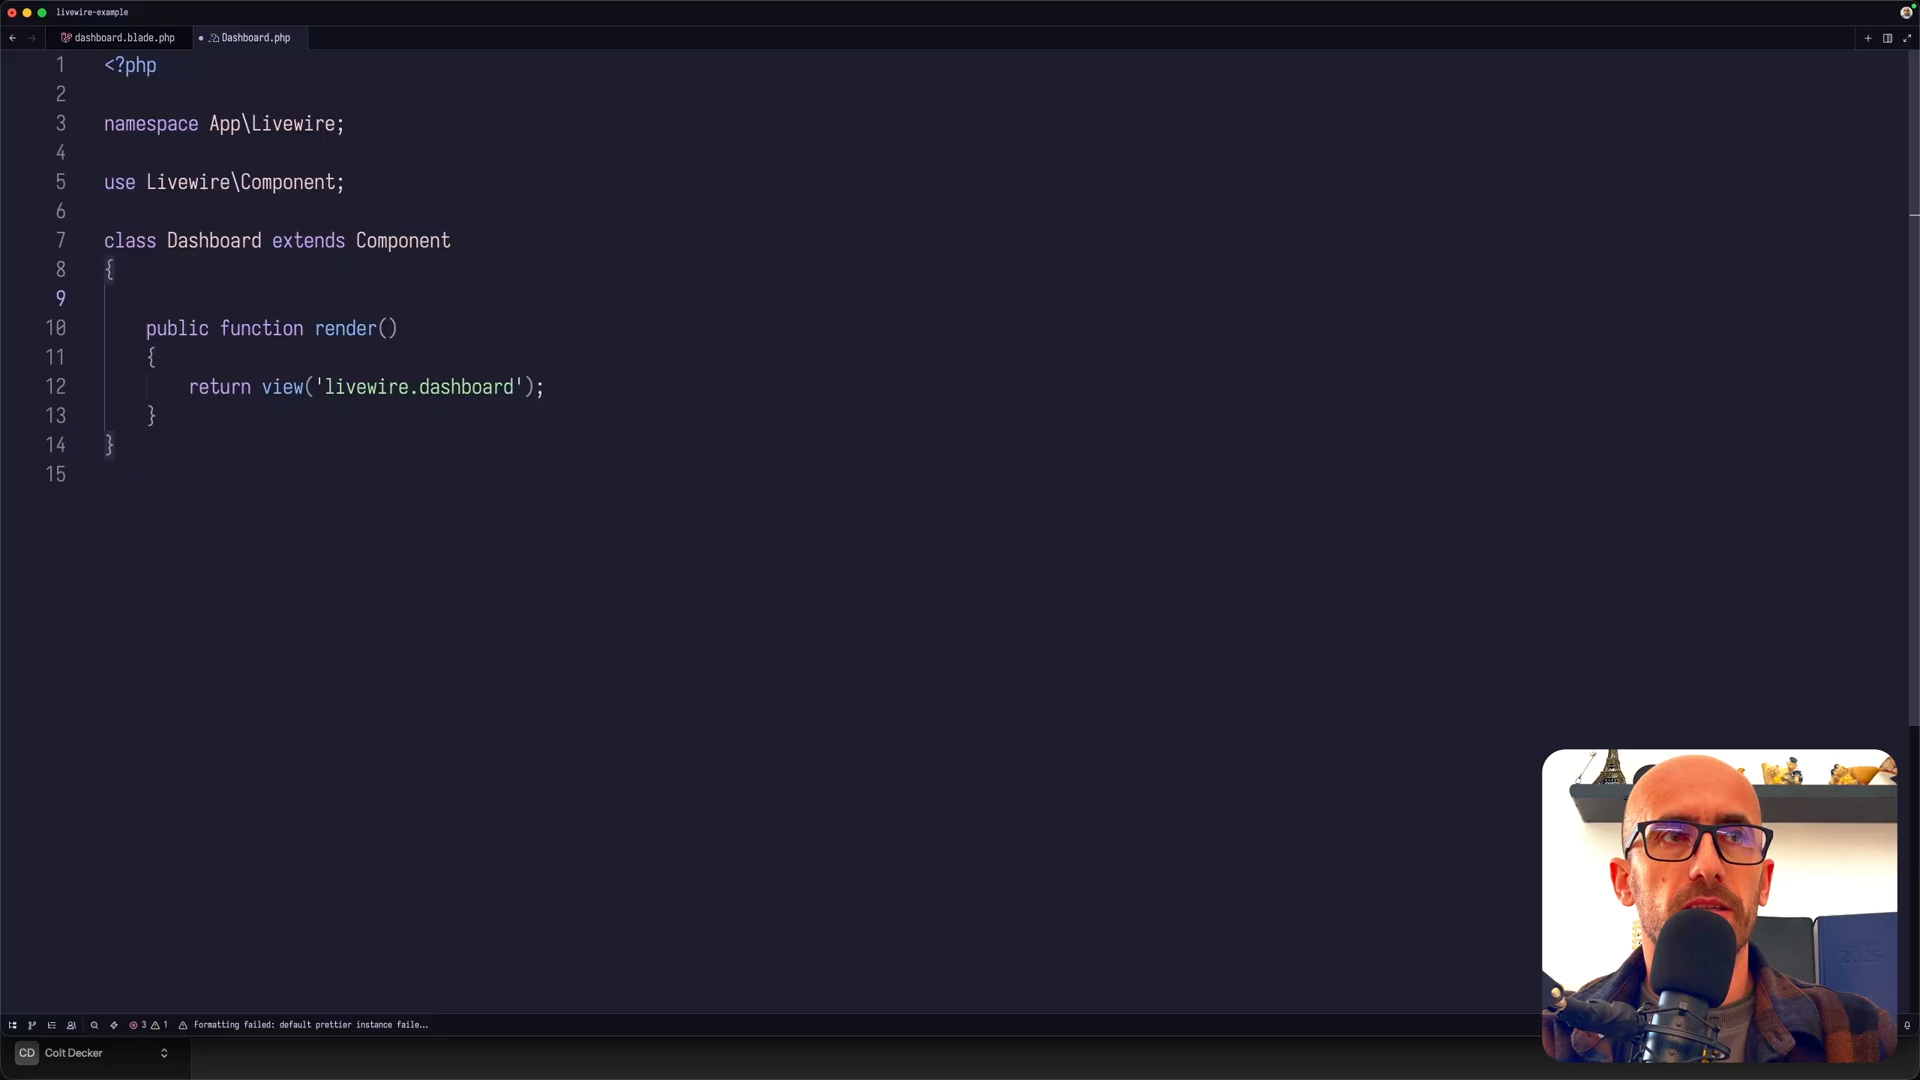 livewire-example
dashboard.blade.php
Dashboard.php
1 <?php
2
3 namespace App\Livewire;
4
5 use Livewire\Component;
6
7 class Dashboard extends Component
8 {
9
10 public function render()
11 {
12 return view('livewire.dashboard');
13 }
14 }
15
3 1 Formatting failed: default prettier instance faile...
CD Colt Decker